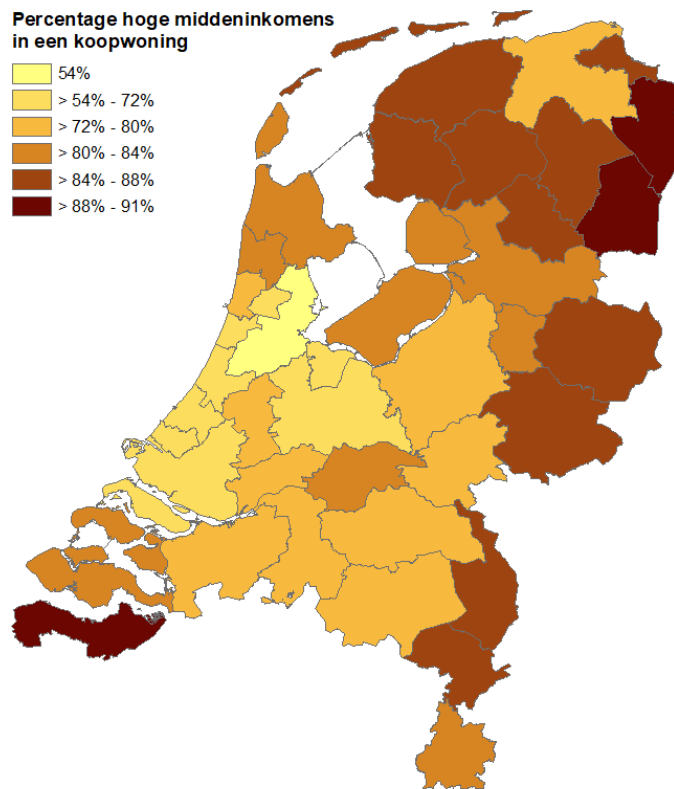 Percentage hoge middeninkomens
in een koopwoning
54%
> 54% - 72%
> 72% - 80%
> 80% - 84%
> 84% - 88%
> 88% - 91%